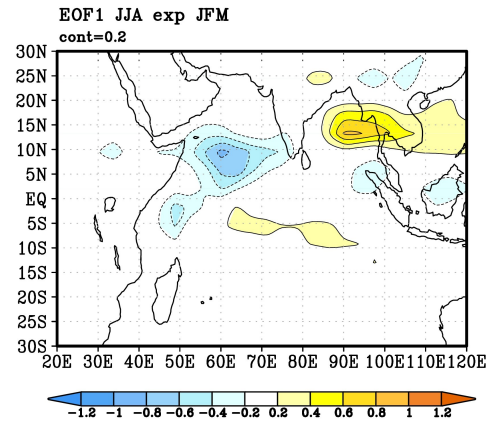 EOF1 JJA exp JFM
cont=0.2
30N
25N
20N
15N
10N
5N
EQ
5S
10S
15S
20S
25S
30S
20E 30E 40E 50E 60E 70E 80E 90E 100E 110E 120E
-1.2 -1 -0.8 -0.6 -0.4 -0.2 0.2 0.4 0.6 0.8 1 1.2